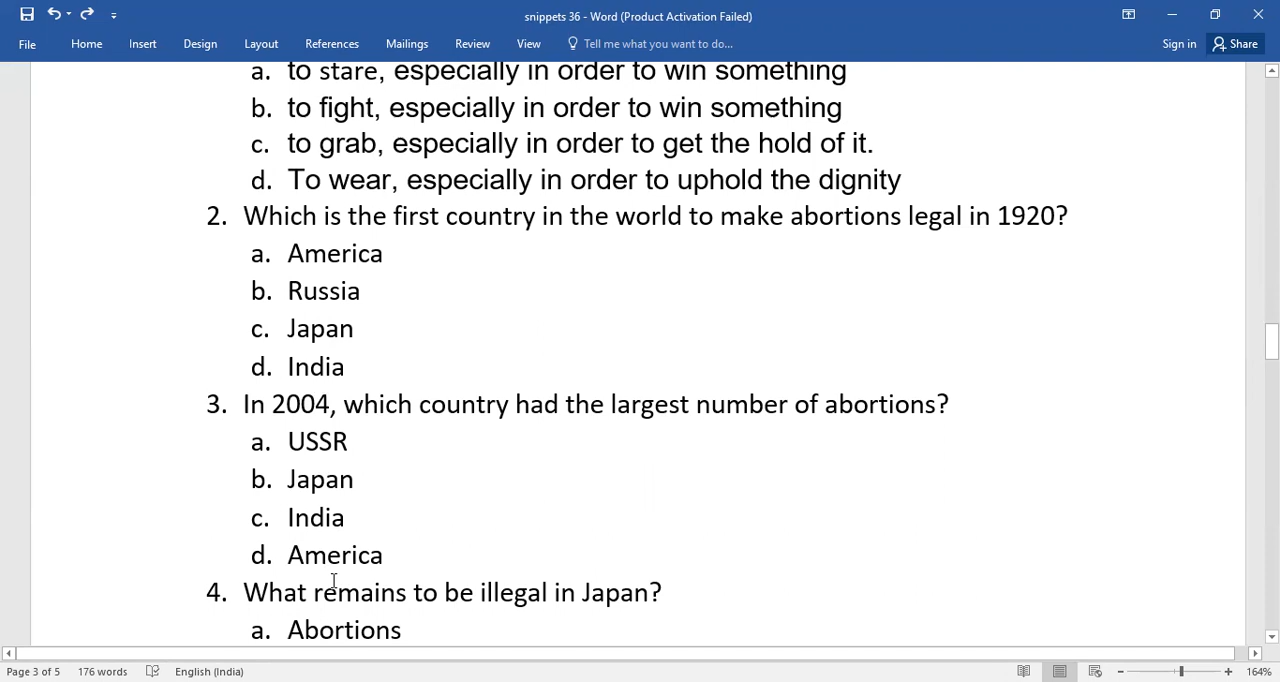 snippets 36 - Word (Product Activation Failed)
File Home Insert Design Layout References Mailings Review View Tell me what you want to do... Sign in Share
a. to stare, especially in order to win something
b. to fight, especially in order to win something
c. to grab, especially in order to get the hold of it.
d. To wear, especially in order to uphold the dignity
2. Which is the first country in the world to make abortions legal in 1920?
a. America
b. Russia
c. Japan
d. India
3. In 2004, which country had the largest number of abortions?
a. USSR
b. Japan
c. India
d. America
4. What remains to be illegal in Japan?
a. Abortions
Page 3 of 5 176 words English (India) 164%